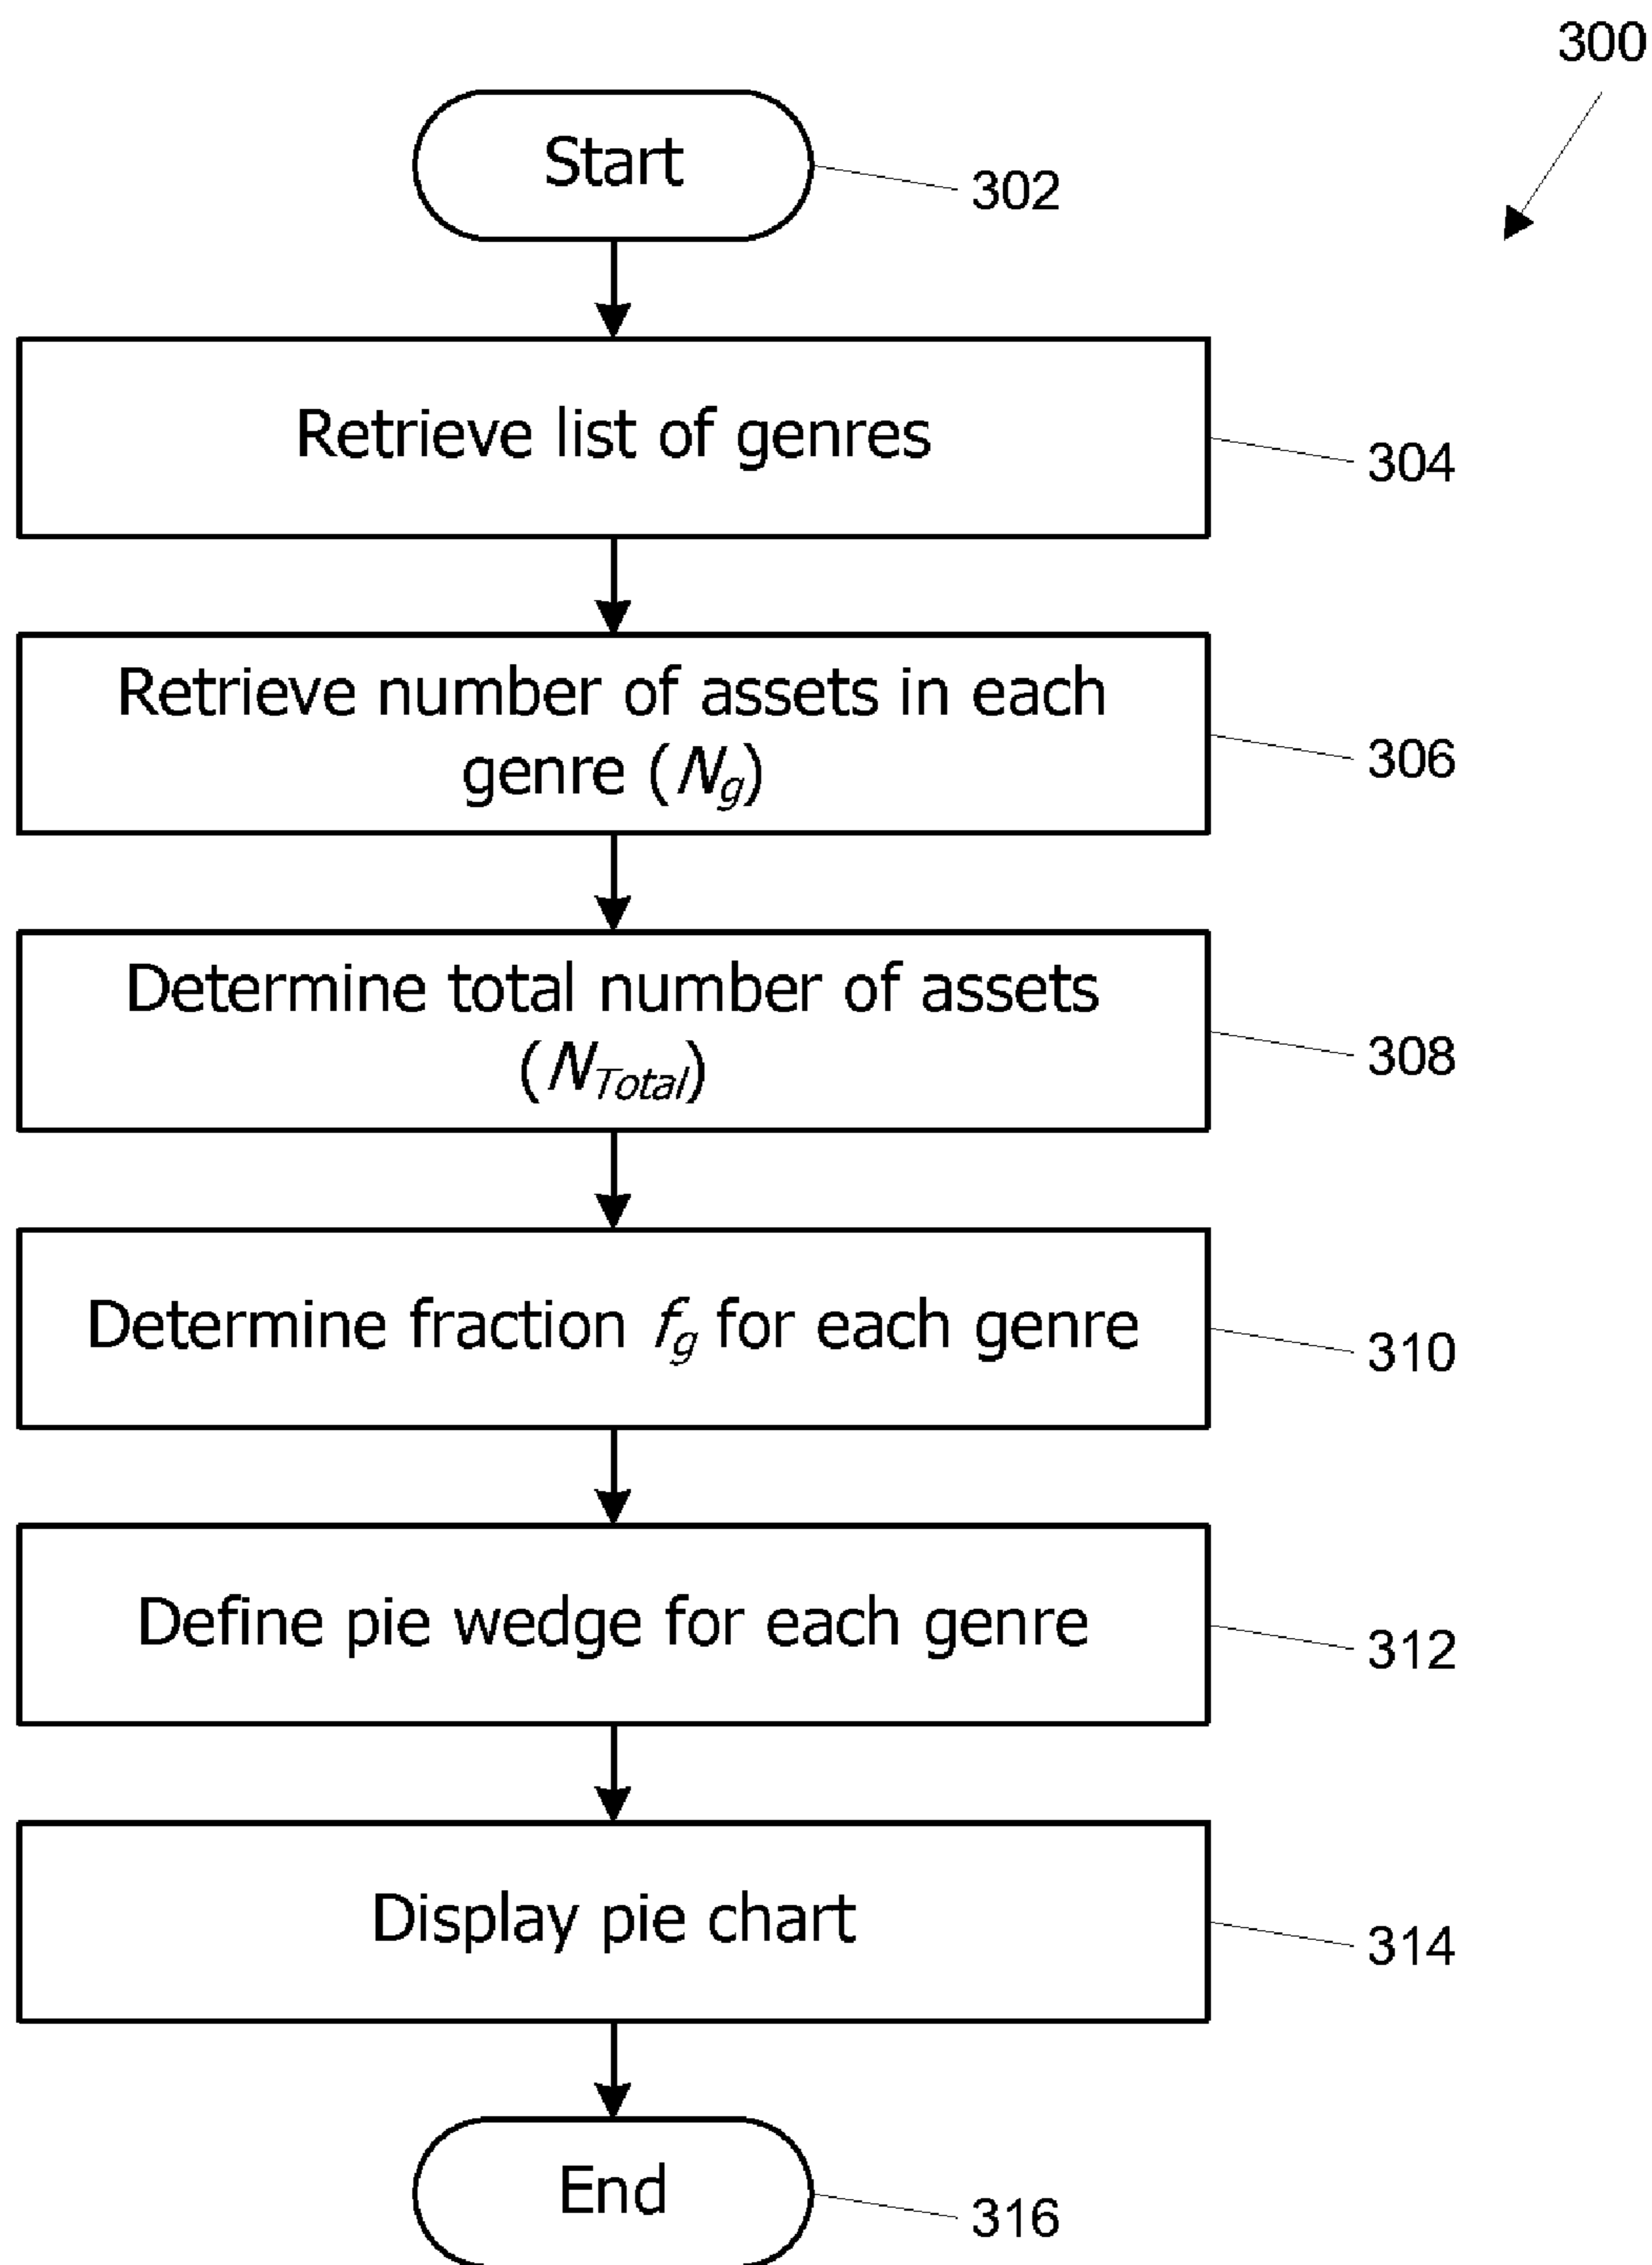 300
Start
302
Retrieve list of genres
304
Retrieve number of assets in each
genre (Ng)
306
Determine total number of assets
(NTotal)
308
Determine fraction fg for each genre
310
Define pie wedge for each genre
312
Display pie chart
314
End
316